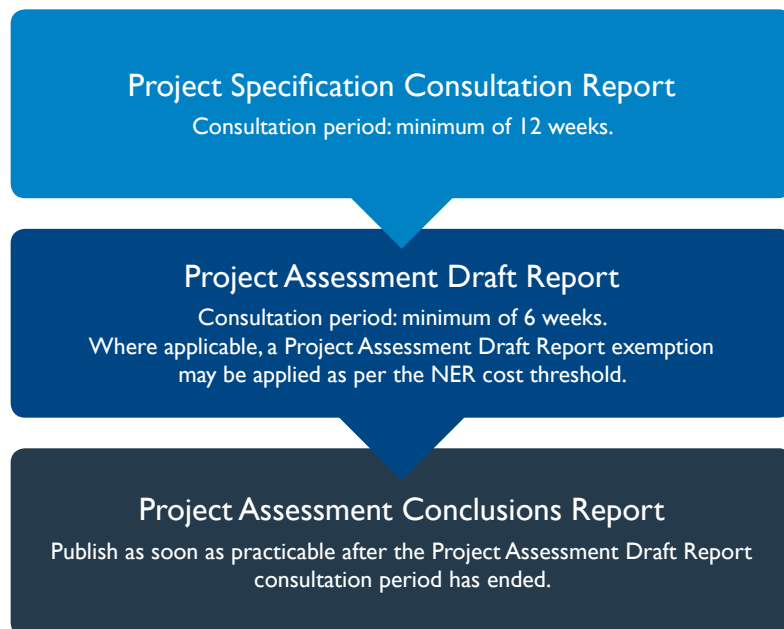 Project Specification Consultation Report
Consultation period: minimum of 12 weeks.
Project Assessment Draft Report
Consultation period: minimum of 6 weeks.
Where applicable, a Project Assessment Draft Report exemption
may be applied as per the NER cost threshold.
Project Assessment Conclusions Report
Publish as soon as practicable after the Project Assessment Draft Report
consultation period has ended.